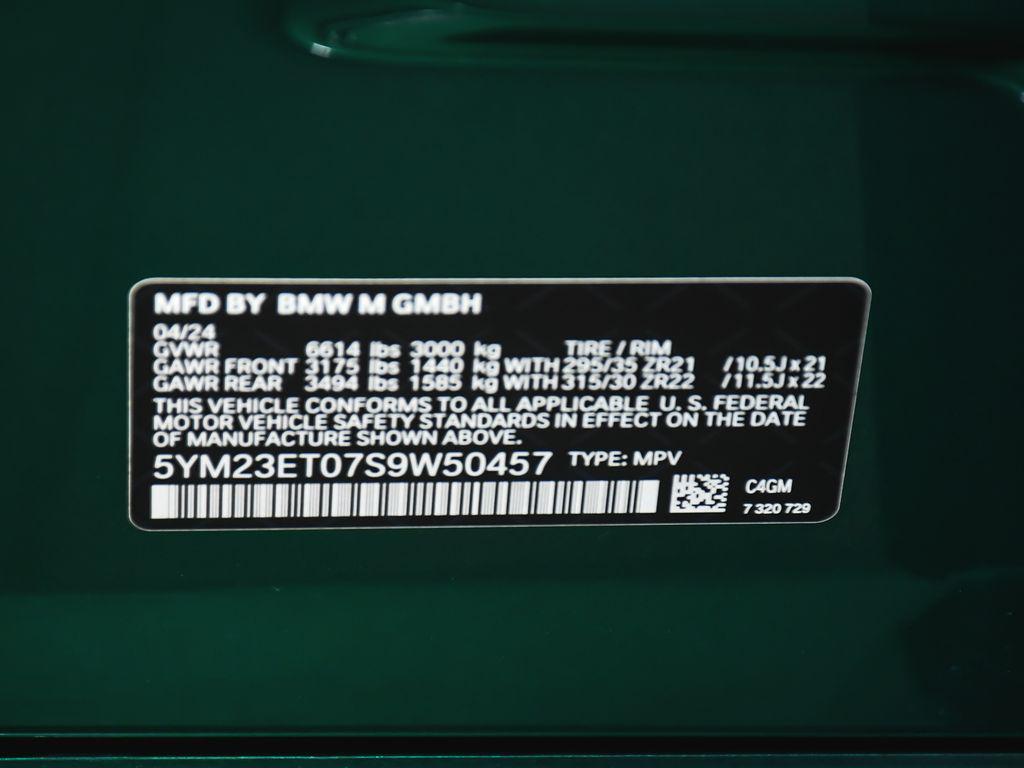 MFD BY BMW M GMBH
04/24
GVWR 6614 lbs 3000 kg TIRE / RIM
GAWR FRONT 3175 lbs 1440 kg WITH 295/35 ZR21 / 10.5J x 21
GAWR REAR 3494 lbs 1585 kg WITH 315/30 ZR22 / 11.5J x 22
THIS VEHICLE CONFORMS TO ALL APPLICABLE U. S. FEDERAL
MOTOR VEHICLE SAFETY STANDARDS IN EFFECT ON THE DATE
OF MANUFACTURE SHOWN ABOVE.
5YM23ET07S9W50457 TYPE: MPV
C4GM
7 320 729